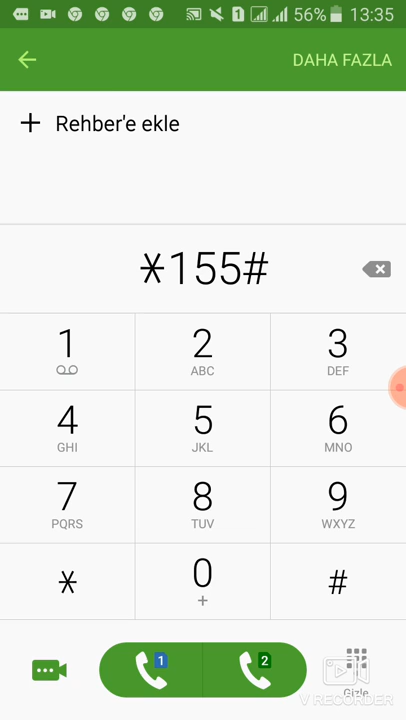 1 56% 13:35
DAHA FAZLA
Rehber'e ekle
*155#
1 2 3
ABC DEF
4 5 6
GHI JKL MNO
7 8 9
PQRS TUV WXYZ
* 0 #
+
1 2
Gizle
V RECORDER